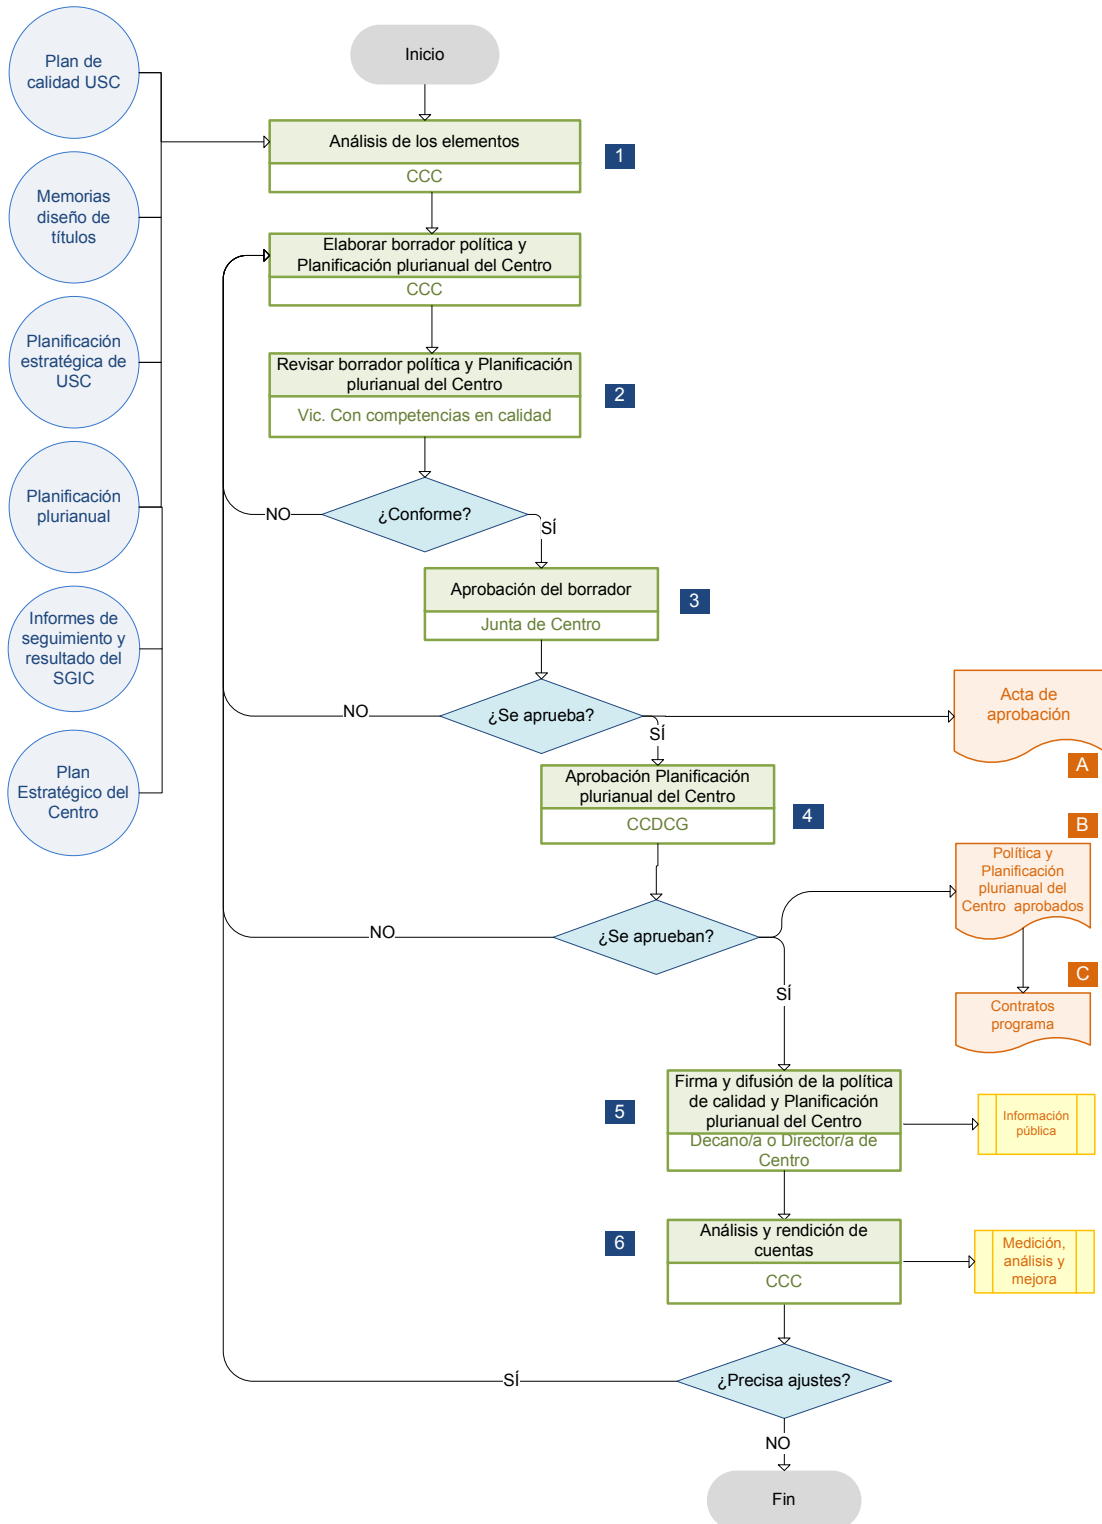 Inicio
Plan de
calidad USC
Análisis de los elementos
CCC
1
Memorias
diseño de
títulos
Elaborar borrador política y
Planificación plurianual del Centro
CCC
Planificación
estratégica de
USC
Revisar borrador política y Planificación
plurianual del Centro
Vic. Con competencias en calidad
2
Planificación
plurianual
¿Conforme?
NO
SÍ
Aprobación del borrador
Junta de Centro
3
Informes de
seguimiento y
resultado del
SGIC
¿Se aprueba?
NO
SÍ
Acta de
aprobación
A
Plan
Estratégico del
Centro
Aprobación Planificación
plurianual del Centro
CCDCG
4
B
Política y
Planificación
plurianual del
Centro aprobados
¿Se aprueban?
NO
SÍ
C
Contratos
programa
Firma y difusión de la política
de calidad y Planificación
plurianual del Centro
Decano/a o Director/a de
Centro
5
Información
pública
Análisis y rendición de
cuentas
CCC
6
Medición,
análisis y
mejora
¿Precisa ajustes?
SÍ
NO
Fin